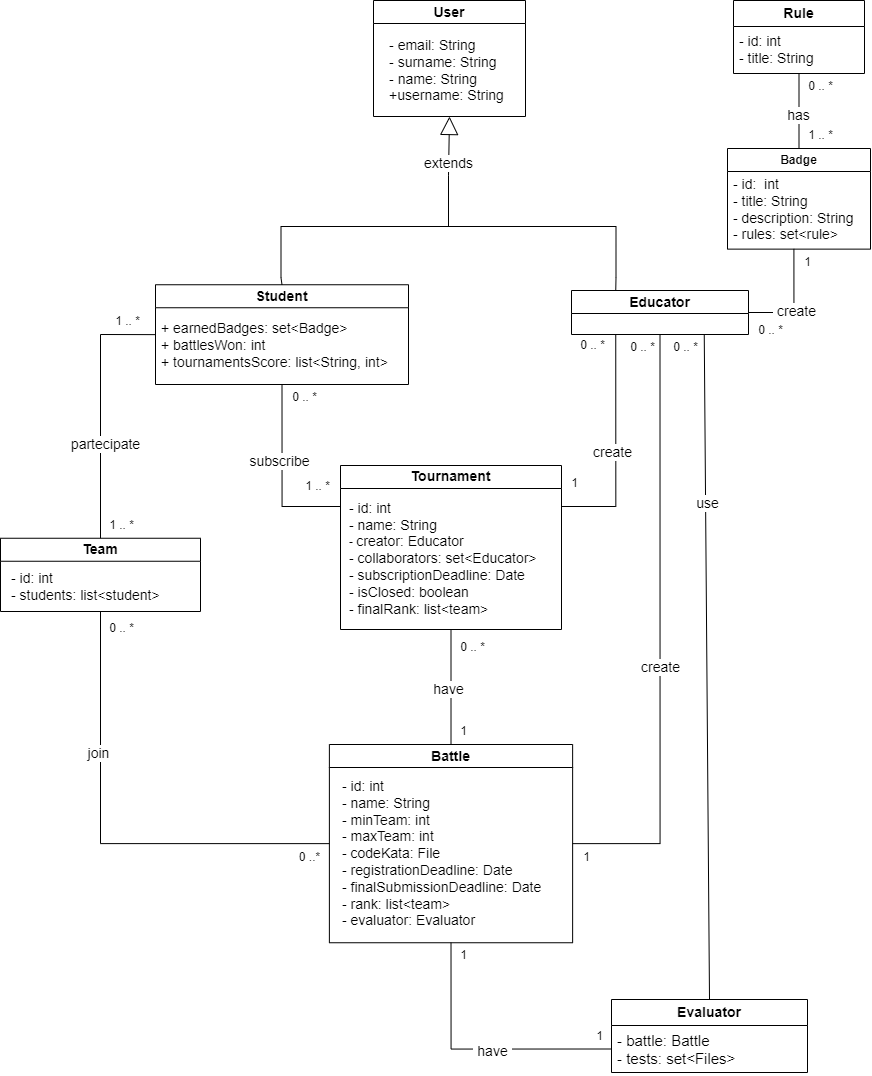 User
- email: String
- surname: String
- name: String
+username: String
Rule
- id: int
- title: String
0 .. *
has
1 .. *
Badge
- id:  int
- title: String
- description: String
- rules: set<rule>
1
create
0 .. *
extends
Student
+ earnedBadges: set<Badge>
+ battlesWon: int
+ tournamentsScore: list<String, int>
Educator
0 .. *
0 .. *
0 .. *
1 .. *
0 .. *
partecipate
subscribe
create
1 .. *
1
use
Tournament
- id: int
- name: String
- creator: Educator
- collaborators: set<Educator>
- subscriptionDeadline: Date
- isClosed: boolean
- finalRank: list<team>
1 .. *
Team
- id: int
- students: list<student>
0 .. *
0 .. *
have
create
1
join
Battle
- id: int
- name: String
- minTeam: int
- maxTeam: int
- codeKata: File
- registrationDeadline: Date
- finalSubmissionDeadline: Date
- rank: list<team>
- evaluator: Evaluator
0 ..*
1
1
have
1
Evaluator
- battle: Battle
- tests: set<Files>